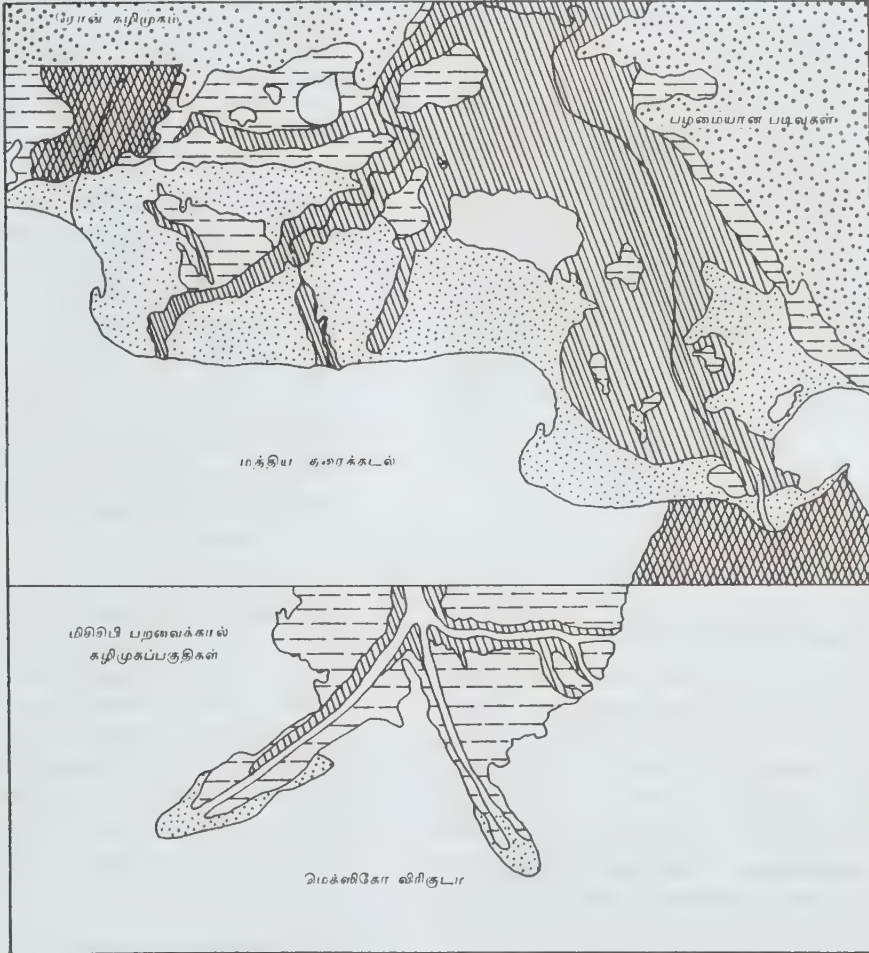 ரோன் கழிமுகம்
பழமையான படிவுகள்
மத்திய தரைக்கடல்
மிசிசிபி பறவைக்கால்
கழிமுகப்பகுதிகள்
மெக்ஸிகோ விரிகுடா